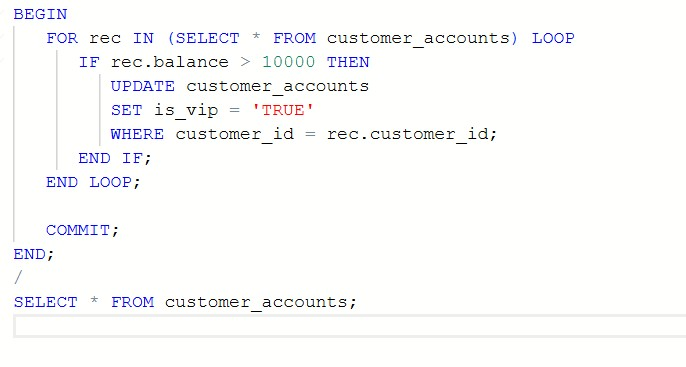 BEGIN
FOR rec IN (SELECT * FROM customer_accounts) LOOP
IF rec.balance > 10000 THEN
UPDATE customer_accounts
SET is_vip = 'TRUE'
WHERE customer_id = rec.customer_id;
END IF;
END LOOP;
COMMIT;
END;
/
SELECT * FROM customer_accounts;